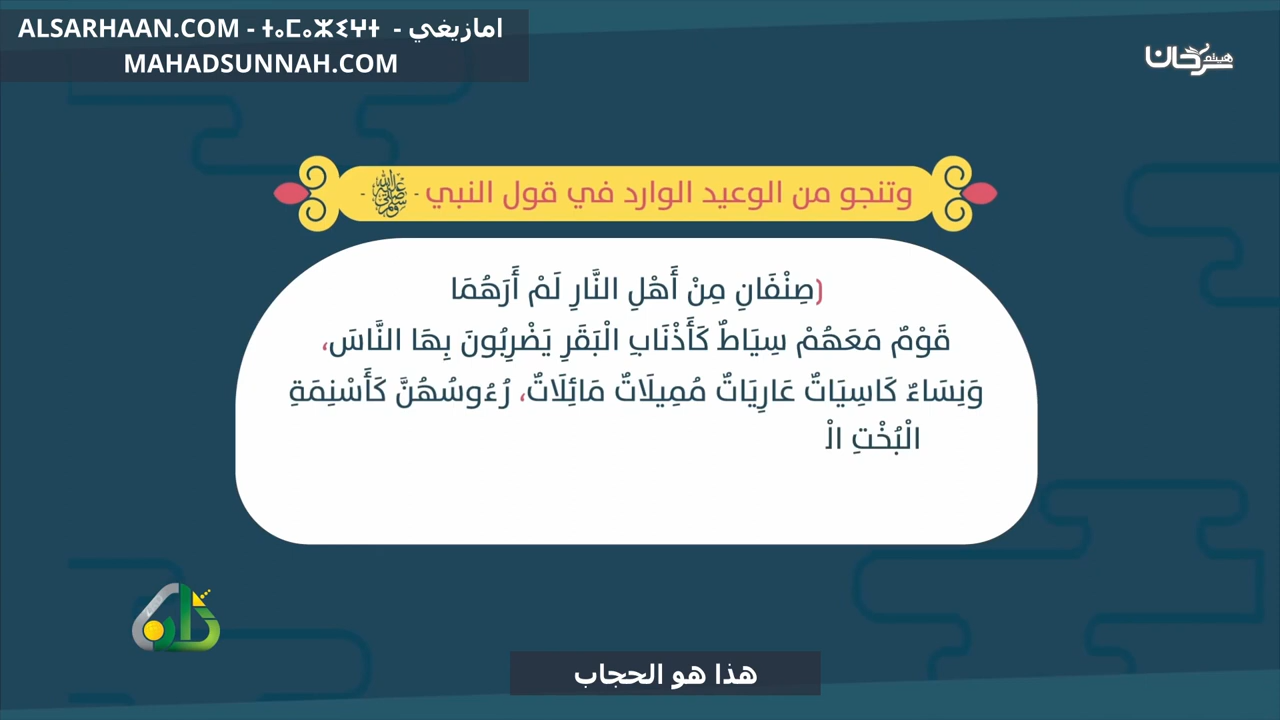 ALSARHAAN.COM - ⵜⴰⵎⴰⵣⵉⵖⵜ - امازيغي
MAHADSUNNAH.COM
هيثم سرحان
وتنجو من الوعيد الوارد في قول النبي - ﷺ -
(صِنْفَانِ مِنْ أَهْلِ النَّارِ لَمْ أَرَهُمَا
قَوْمٌ مَعَهُمْ سِيَاطٌ كَأَذْنَابِ الْبَقَرِ يَضْرِبُونَ بِهَا النَّاسَ،
وَنِسَاءٌ كَاسِيَاتٌ عَارِيَاتٌ مُمِيلَاتٌ مَائِلَاتٌ، رُءُوسُهُنَّ كَأَسْنِمَةِ
الْبُخْتِ الْ
هذا هو الحجاب